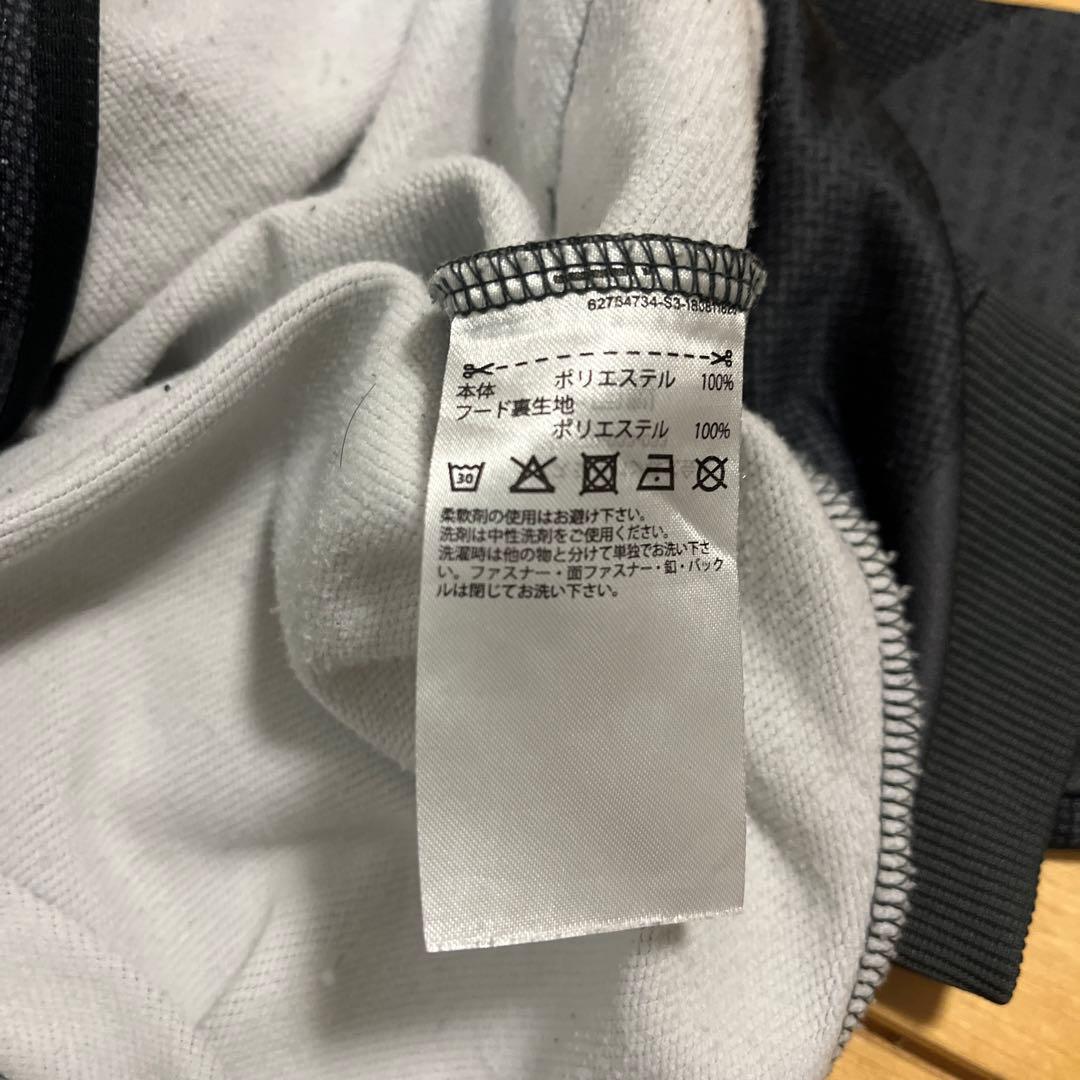 本体 ポリエステル 100%
フード裏生地
ポリエステル 100%
30
柔軟剤の使用はお避け下さい。
洗剤は中性洗剤をご使用ください。
洗濯時は他の物と分けて単独でお洗い下さ
い。ファスナー・面ファスナー・釦・バック
ルは閉じてお洗い下さい。